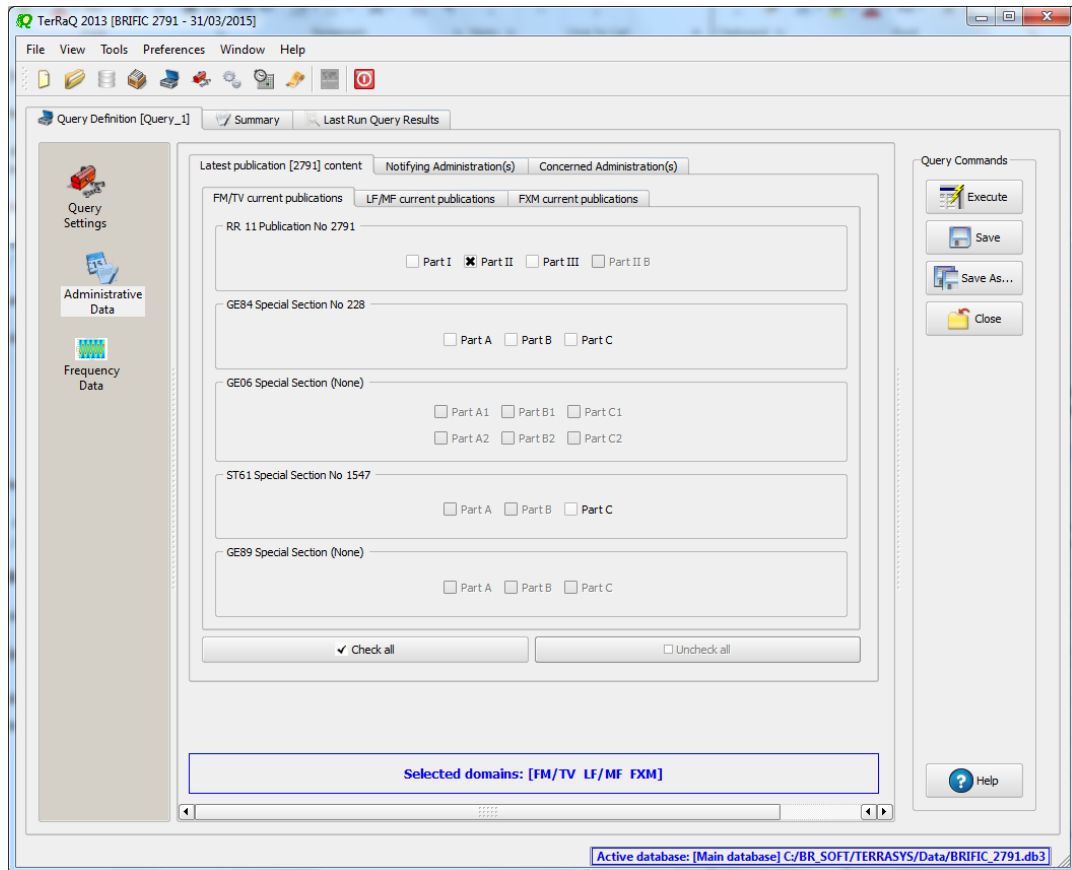 TerRaQ 2013 [BRIFIC 2791 - 31/03/2015]
File View Tools Preferences Window Help
Query Definition [Query_1] Summary Last Run Query Results
Query Settings
Administrative Data
Frequency Data
Latest publication [2791] content Notifying Administration(s) Concerned Administration(s)
FM/TV current publications LF/MF current publications FXM current publications
RR 11 Publication No 2791
Part I Part II Part III Part II B
GE84 Special Section No 228
Part A Part B Part C
GE06 Special Section (None)
Part A1 Part B1 Part C1
Part A2 Part B2 Part C2
ST61 Special Section No 1547
Part A Part B Part C
GE89 Special Section (None)
Part A Part B Part C
Check all Uncheck all
Selected domains: [FM/TV LF/MF FXM]
Query Commands
Execute
Save
Save As...
Close
Help
Active database: [Main database] C:/BR_SOFT/TERRASYS/Data/BRIFIC_2791.db3